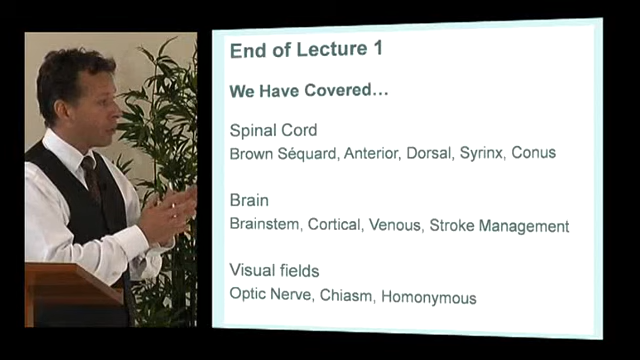 End of Lecture 1
We Have Covered…
Spinal Cord
Brown Séquard, Anterior, Dorsal, Syrinx, Conus
Brain
Brainstem, Cortical, Venous, Stroke Management
Visual fields
Optic Nerve, Chiasm, Homonymous